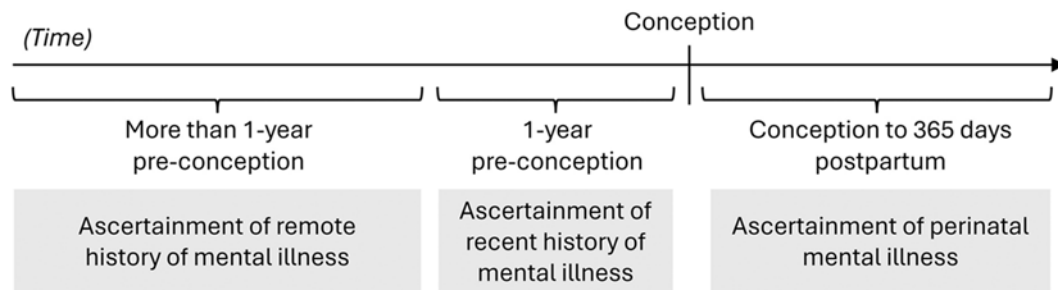 (Time)
Conception
More than 1-year
pre-conception
1-year
pre-conception
Conception to 365 days
postpartum
Ascertainment of remote
history of mental illness
Ascertainment of
recent history of
mental illness
Ascertainment of perinatal
mental illness